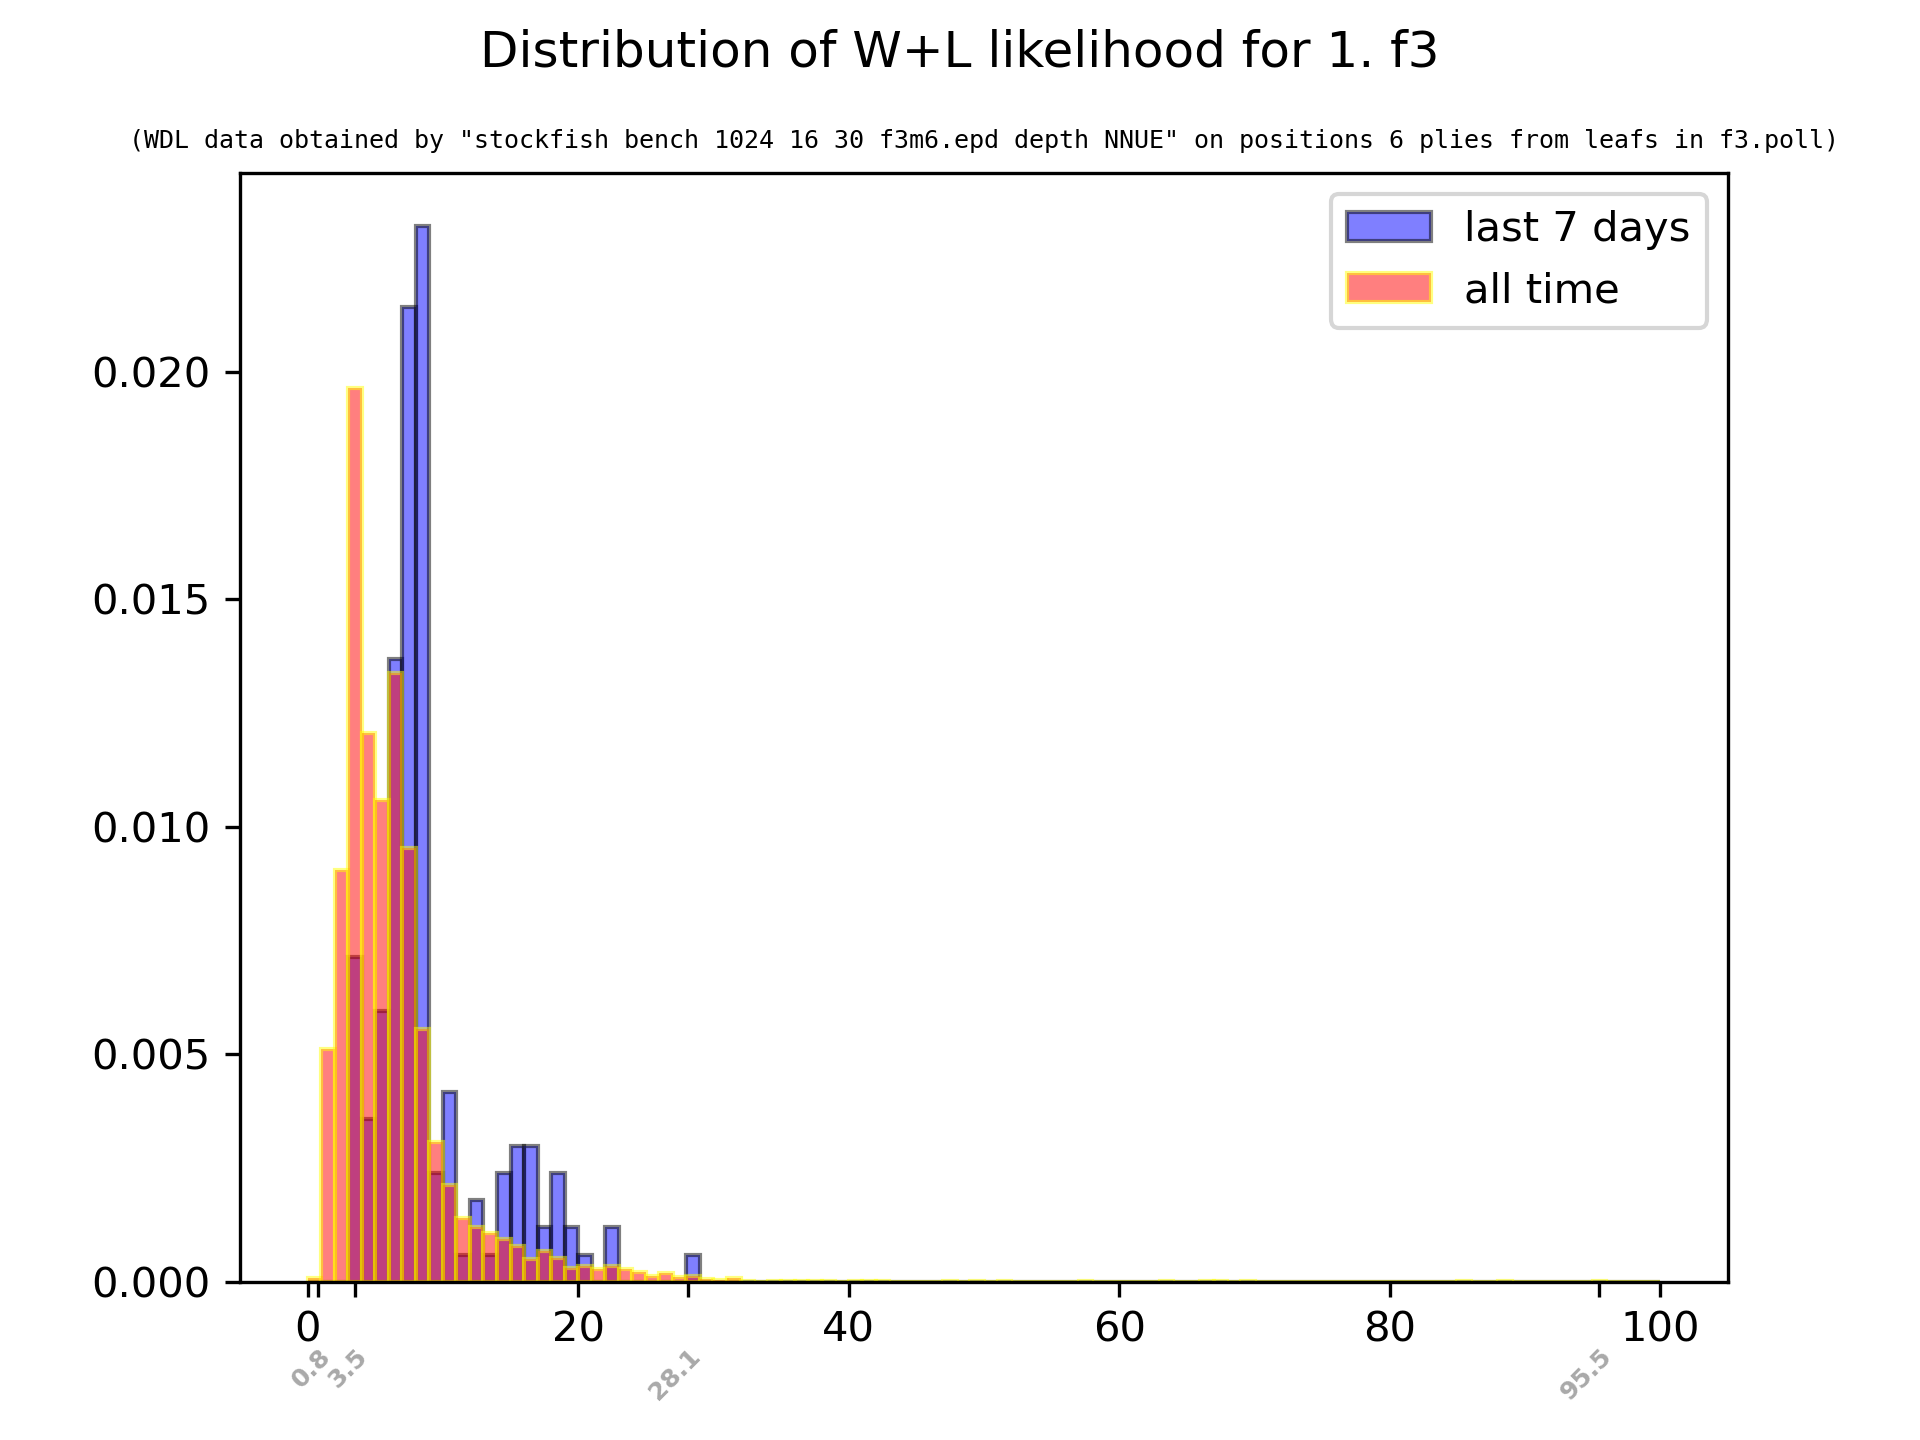 Distribution of W+L likelihood for 1. f3
(WDL data obtained by "stockfish bench 1024 16 30 f3m6.epd depth NNUE" on positions 6 plies from leafs in f3.poll)
last 7 days
all time
0.020
0.015
0.010
0.005
0.000
0 20 40 60 80 100
0.8 3.5 28.1 95.5